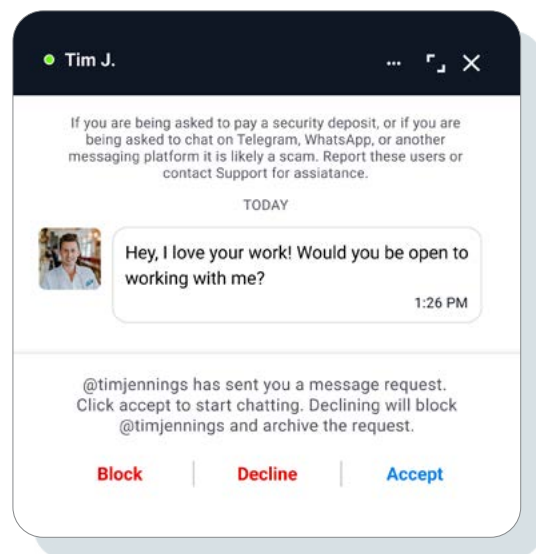 Tim J.
If you are being asked to pay a security deposit, or if you are
being asked to chat on Telegram, WhatsApp, or another
messaging platform it is likely a scam. Report these users or
contact Support for assiatance.
TODAY
Hey, I love your work! Would you be open to
working with me?
1:26 PM
@timjennings has sent you a message request.
Click accept to start chatting. Declining will block
@timjennings and archive the request.
Block
Decline
Accept